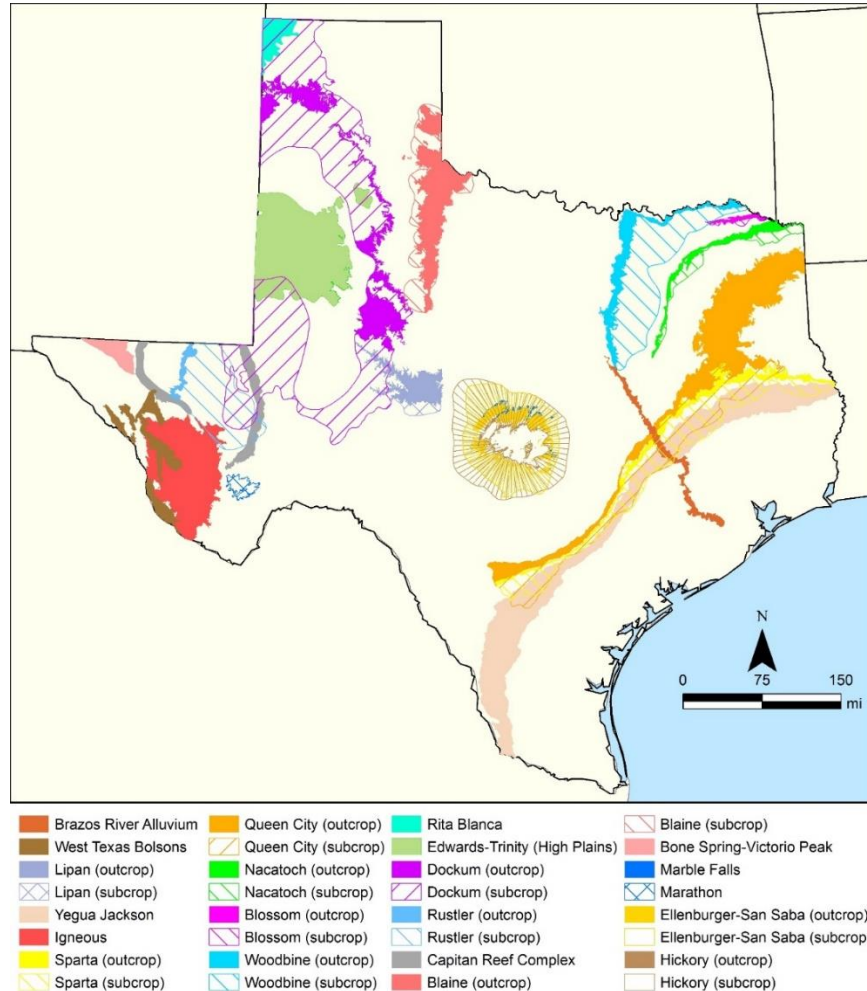 N
0 75 150
mi
Brazos River Alluvium
West Texas Bolsons
Lipan (outcrop)
Lipan (subcrop)
Yegua Jackson
Igneous
Sparta (outcrop)
Sparta (subcrop)
Queen City (outcrop)
Queen City (subcrop)
Nacatoch (outcrop)
Nacatoch (subcrop)
Blossom (outcrop)
Blossom (subcrop)
Woodbine (outcrop)
Woodbine (subcrop)
Rita Blanca
Edwards-Trinity (High Plains)
Dockum (outcrop)
Dockum (subcrop)
Rustler (outcrop)
Rustler (subcrop)
Capitan Reef Complex
Blaine (outcrop)
Blaine (subcrop)
Bone Spring-Victorio Peak
Marble Falls
Marathon
Ellenburger-San Saba (outcrop)
Ellenburger-San Saba (subcrop
Hickory (outcrop)
Hickory (subcrop)